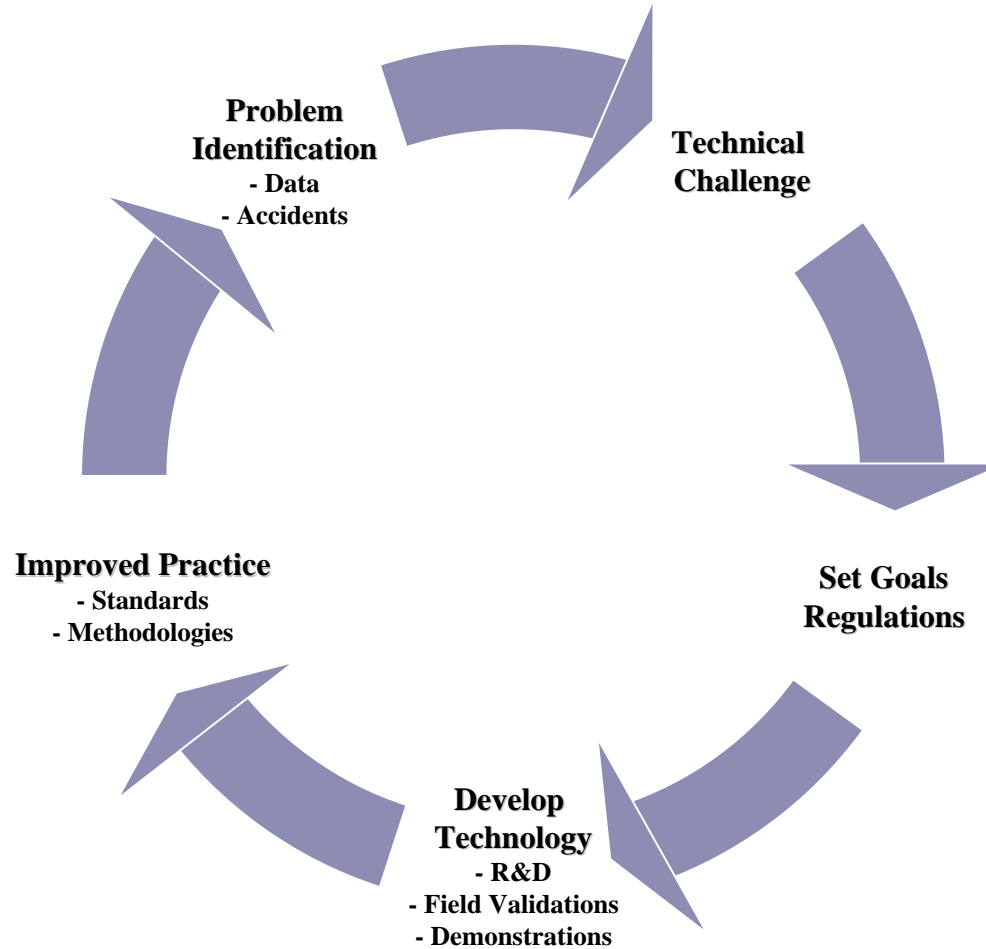 Problem
Identification
- Data
- Accidents
Technical
Challenge
Set Goals
Regulations
Develop
Technology
- R&D
- Field Validations
- Demonstrations
Improved Practice
- Standards
- Methodologies